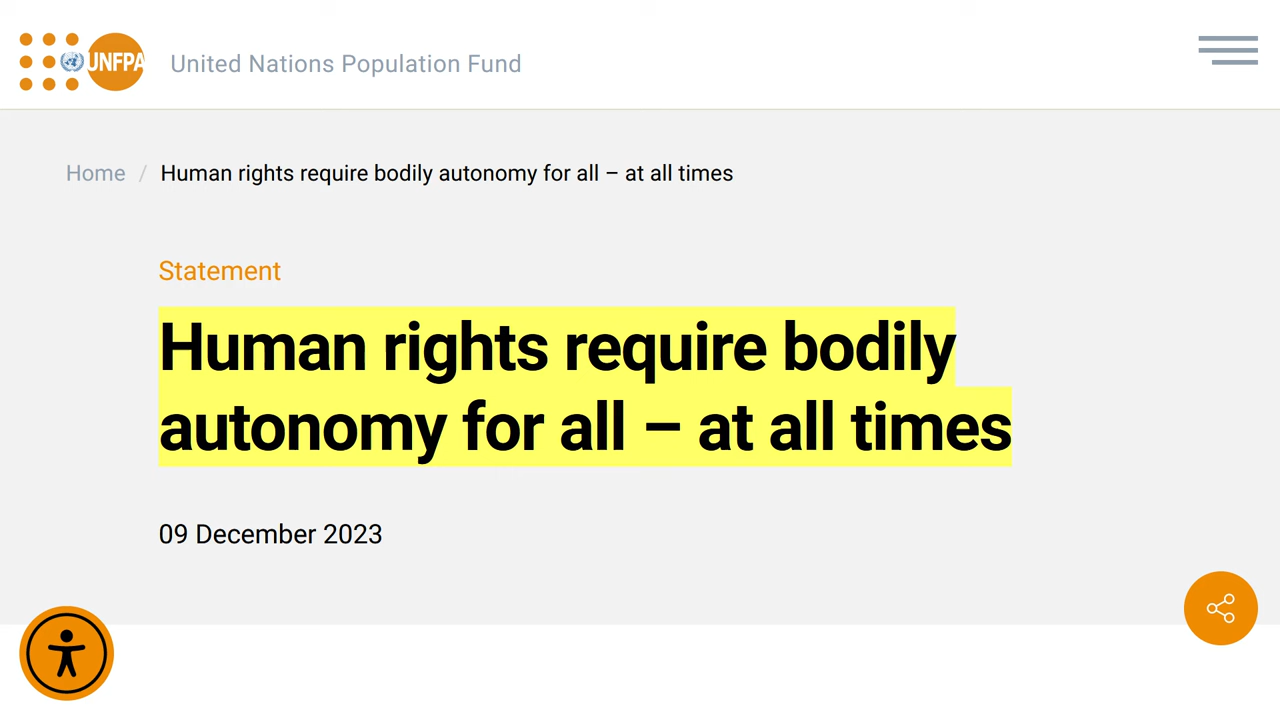 UNFPA
United Nations Population Fund
Home / Human rights require bodily autonomy for all – at all times
Statement
Human rights require bodily
autonomy for all – at all times
09 December 2023